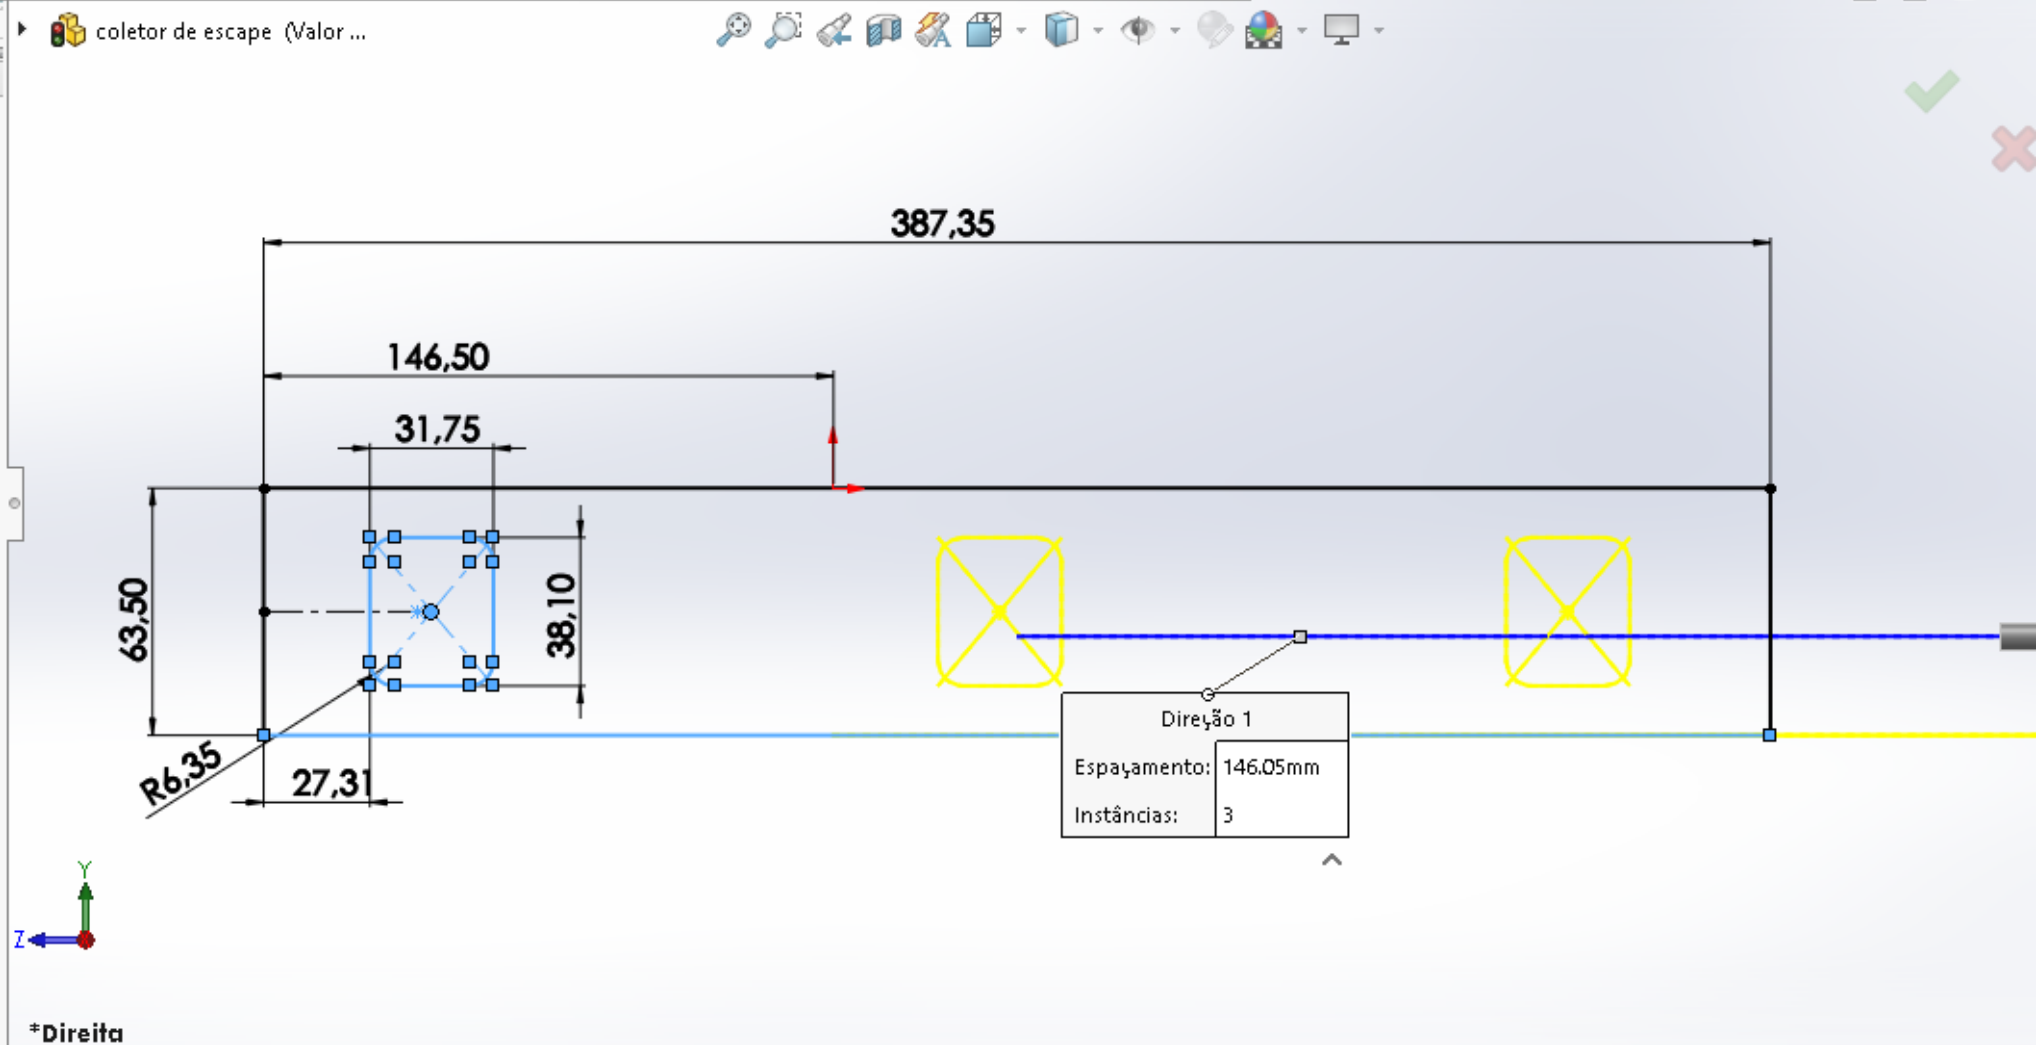 coletor de escape (Valor ...
387,35
146,50
31,75
63,50
38,10
R6,35
27,31
Direção 1
Espaçamento: 146.05mm
Instâncias: 3
Y
Z
*Direita